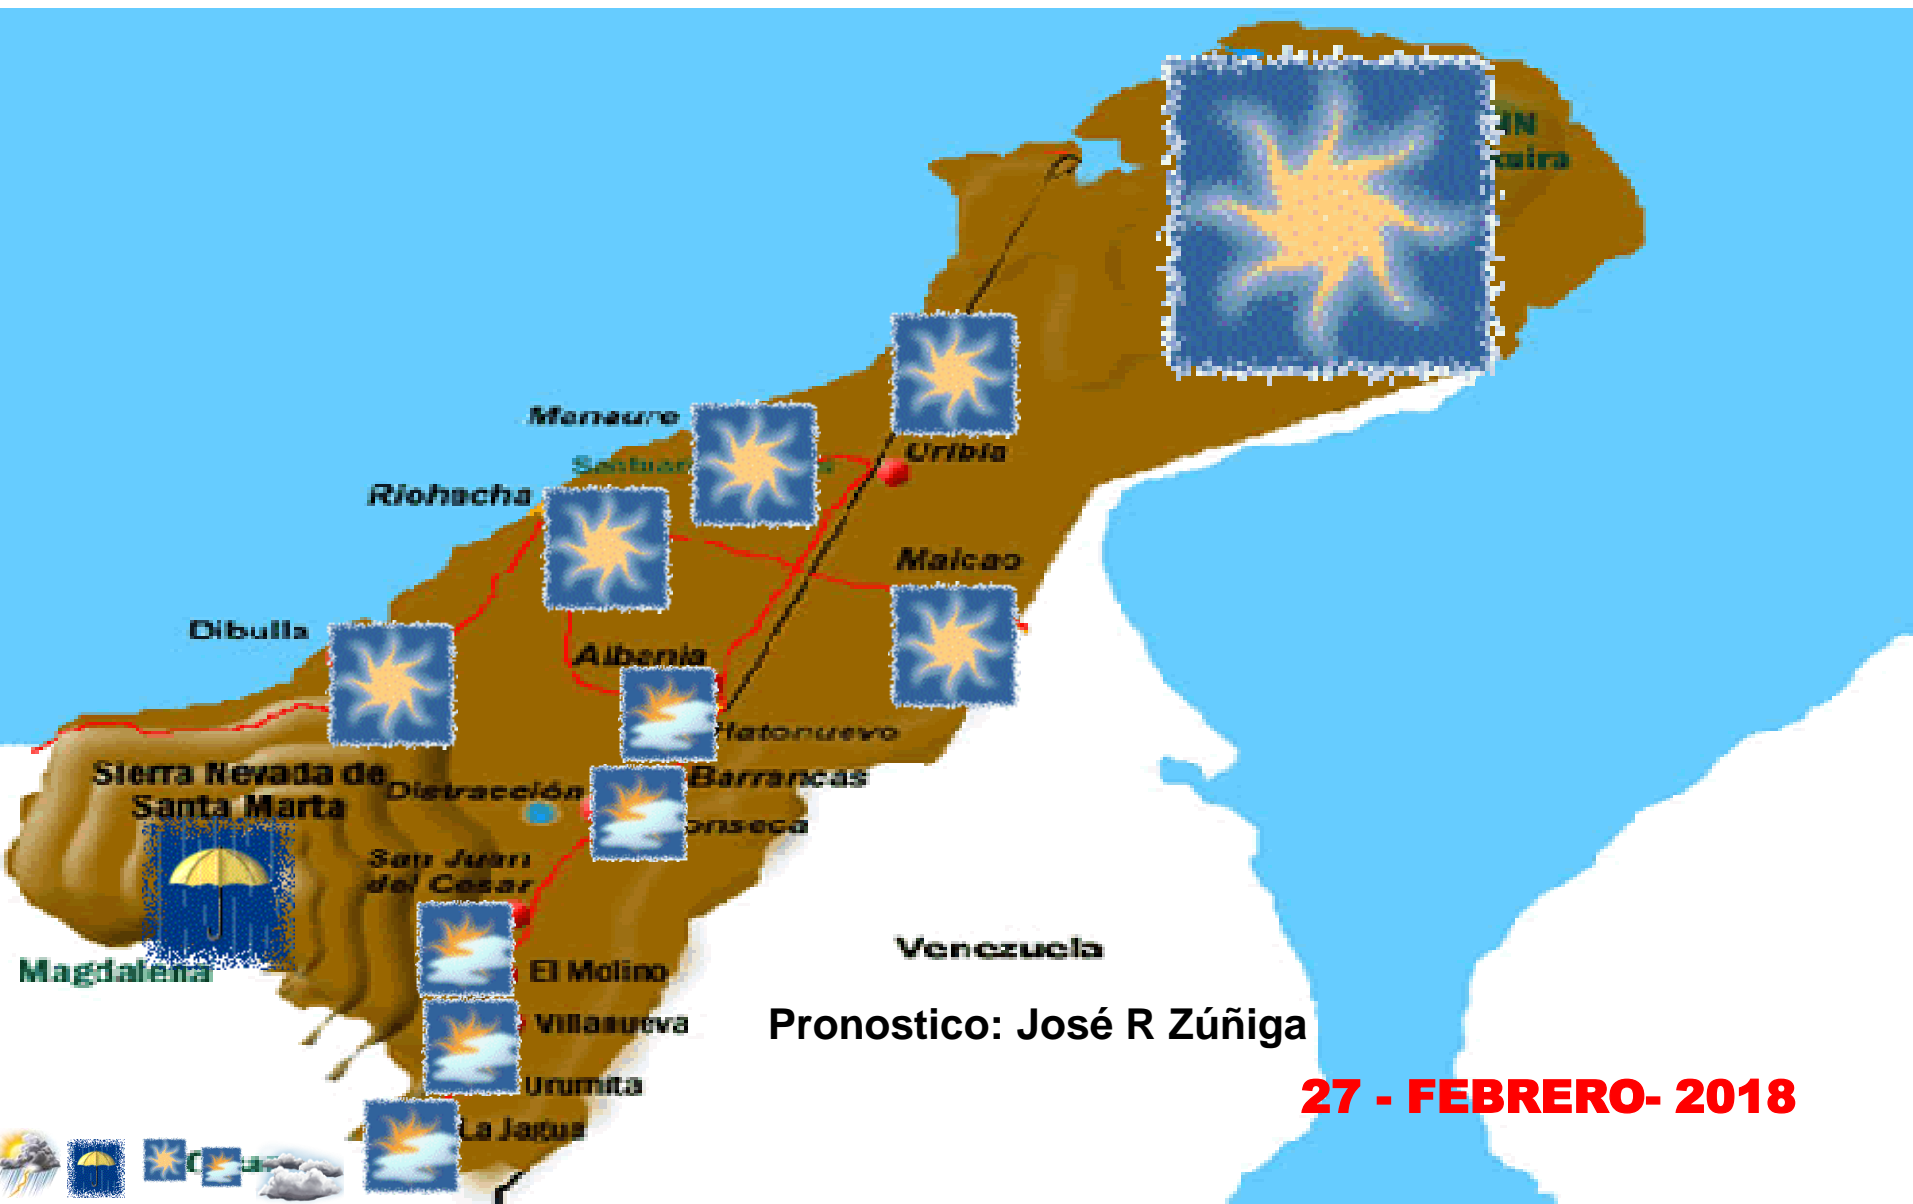 Manaure
Uribia
Riohacha
Maicao
Dibulla
Albania
Hatonuevo
Sierra Nevada de
Santa Marta
Distracción
Barrancas
San Juan
del Cesar
Magdalena
El Molino
Venezuela
Villanueva
Pronostico: José R Zúñiga
Urumita
27 - FEBRERO- 2018
La Jagua